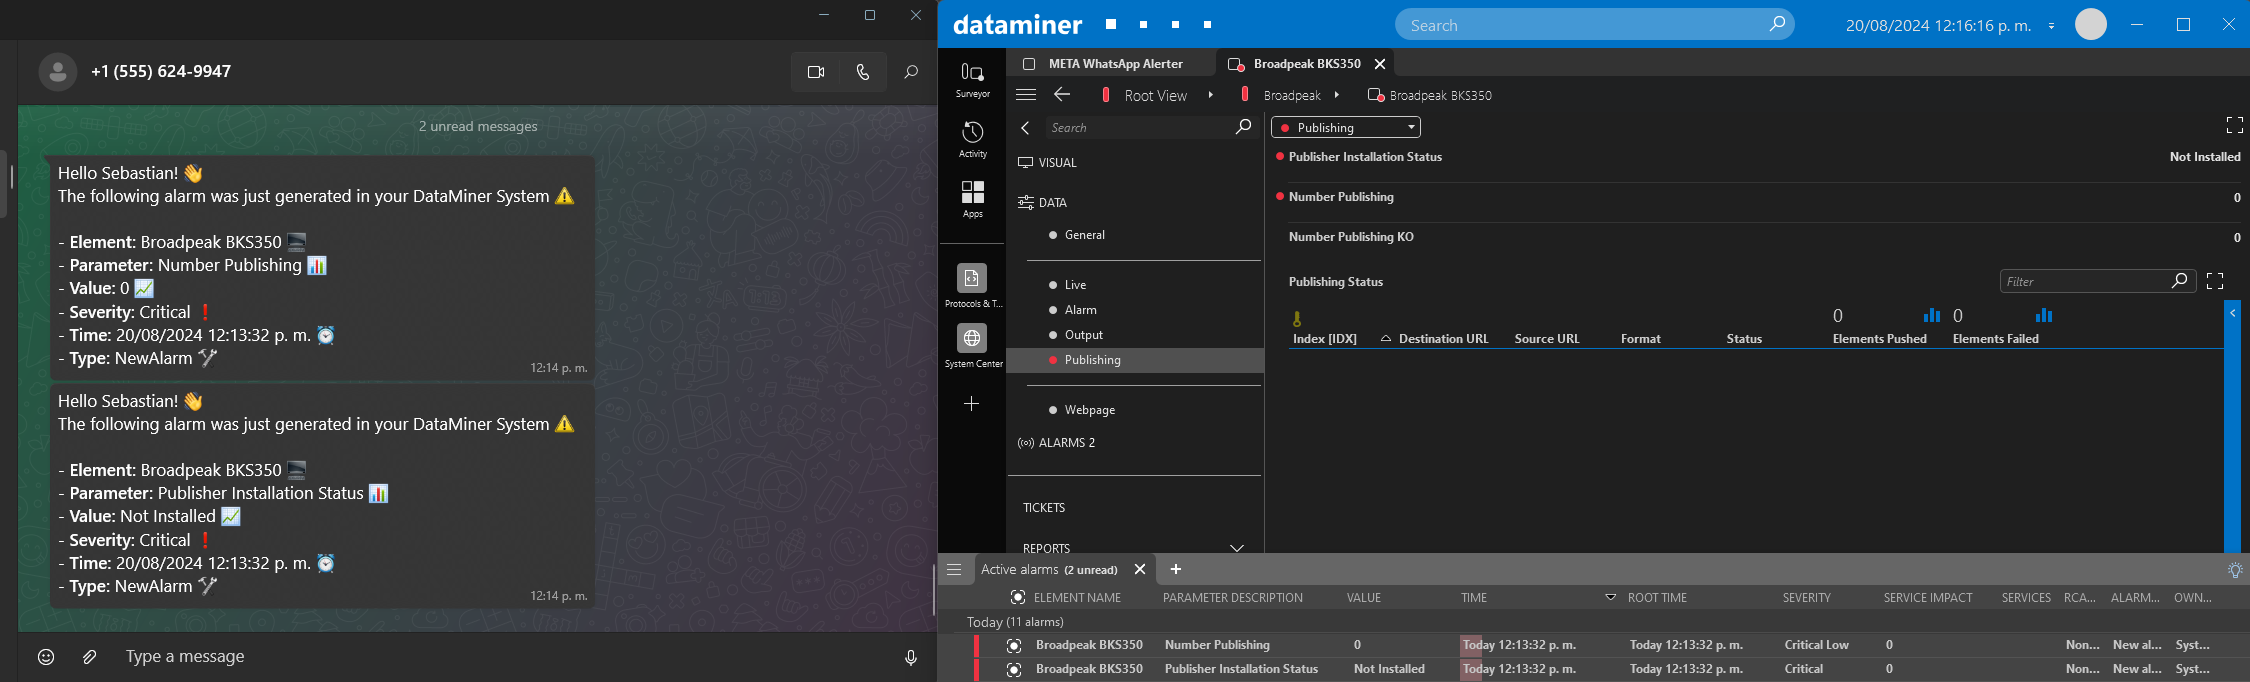 +1 (555) 624-9947
2 unread messages
Hello Sebastian! 👋
The following alarm was just generated in your DataMiner System ⚠️
- Element: Broadpeak BKS350
- Parameter: Number Publishing 📊
- Value: 0 📈
- Severity: Critical ❗
- Time: 20/08/2024 12:13:32 p. m. ⏰
- Type: NewAlarm 🛠️
12:14 p. m.
Hello Sebastian! 👋
The following alarm was just generated in your DataMiner System ⚠️
- Element: Broadpeak BKS350
- Parameter: Publisher Installation Status 📊
- Value: Not Installed 📈
- Severity: Critical ❗
- Time: 20/08/2024 12:13:32 p. m. ⏰
- Type: NewAlarm 🛠️
12:14 p. m.
Type a message
dataminer
Search
20/08/2024 12:16:16 p. m.
Surveyor
Activity
Apps
Protocols & T...
System Center
META WhatsApp Alerter
Broadpeak BKS350
Root View
Broadpeak
Broadpeak BKS350
Search
VISUAL
DATA
General
Live
Alarm
Output
Publishing
Webpage
ALARMS 2
TICKETS
REPORTS
Publishing
Publisher Installation Status Not Installed
Number Publishing 0
Number Publishing KO 0
Publishing Status
Filter
0 0
Index [IDX] Destination URL Source URL Format Status Elements Pushed Elements Failed
Active alarms (2 unread)
ELEMENT NAME PARAMETER DESCRIPTION VALUE TIME ROOT TIME SEVERITY SERVICE IMPACT SERVICES RCA... ALARM... OWN...
Today (11 alarms)
Broadpeak BKS350 Number Publishing 0 Today 12:13:32 p. m. Today 12:13:32 p. m. Critical Low 0 Non... New al... Syst...
Broadpeak BKS350 Publisher Installation Status Not Installed Today 12:13:32 p. m. Today 12:13:32 p. m. Critical 0 Non... New al... Syst...